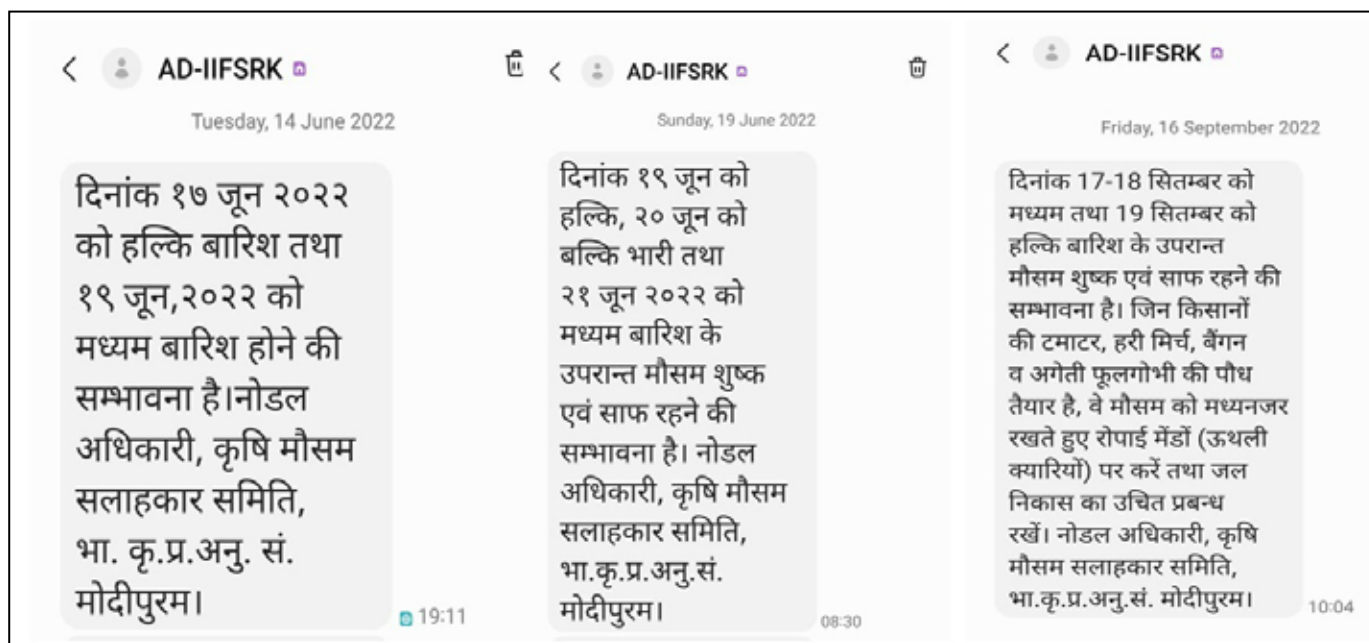 AD-IIFSRK
Tuesday, 14 June 2022
दिनांक १७ जून २०२२
को हल्कि बारिश तथा
१९ जून,२०२२ को
मध्यम बारिश होने की
सम्भावना है।नोडल
अधिकारी, कृषि मौसम
सलाहकार समिति,
भा. कृ.प्र.अनु. सं.
मोदीपुरम।
19:11
AD-IIFSRK
Sunday, 19 June 2022
दिनांक १९ जून को
हल्कि, २० जून को
बल्कि भारी तथा
२१ जून २०२२ को
मध्यम बारिश के
उपरान्त मौसम शुष्क
एवं साफ रहने की
सम्भावना है। नोडल
अधिकारी, कृषि मौसम
सलाहकार समिति,
भा.कृ.प्र.अनु.सं.
मोदीपुरम।
08:30
AD-IIFSRK
Friday, 16 September 2022
दिनांक 17-18 सितम्बर को
मध्यम तथा 19 सितम्बर को
हल्कि बारिश के उपरान्त
मौसम शुष्क एवं साफ रहने की
सम्भावना है। जिन किसानों
की टमाटर, हरी मिर्च, बैंगन
व अगेती फूलगोभी की पौध
तैयार है, वे मौसम को मध्यनजर
रखते हुए रोपाई मेंडों (ऊथली
क्यारियों) पर करें तथा जल
निकास का उचित प्रबन्ध
रखें। नोडल अधिकारी, कृषि
मौसम सलाहकार समिति,
भा.कृ.प्र.अनु.सं. मोदीपुरम।
10:04